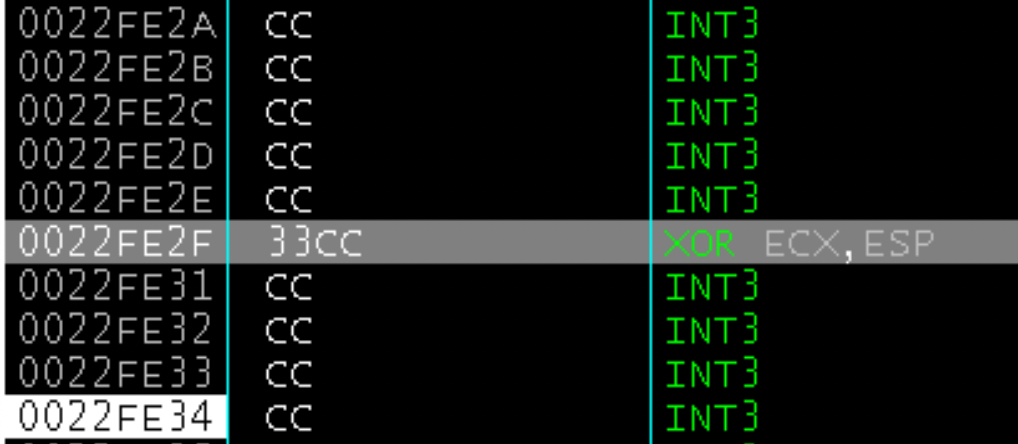 0022FE2A CC INT3
0022FE2B CC INT3
0022FE2C CC INT3
0022FE2D CC INT3
0022FE2E CC INT3
0022FE2F 33CC XOR ECX,ESP
0022FE31 CC INT3
0022FE32 CC INT3
0022FE33 CC INT3
0022FE34 CC INT3